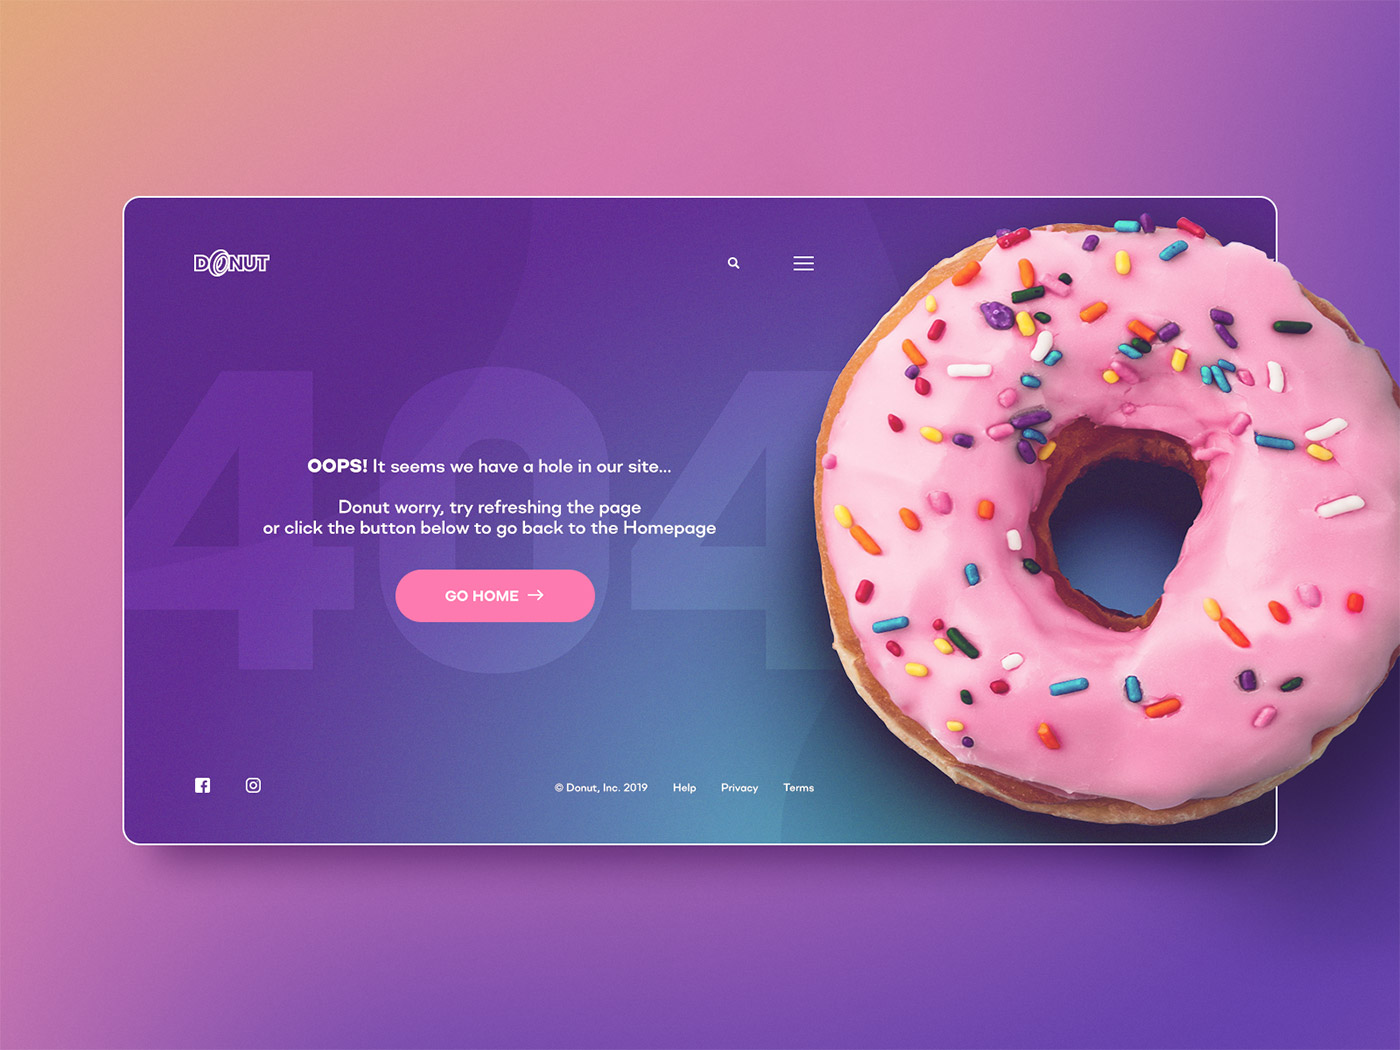 DONUT
404
OOPS! It seems we have a hole in our site...
Donut worry, try refreshing the page
or click the button below to go back to the Homepage
GO HOME →
© Donut, Inc. 2019 Help Privacy Terms